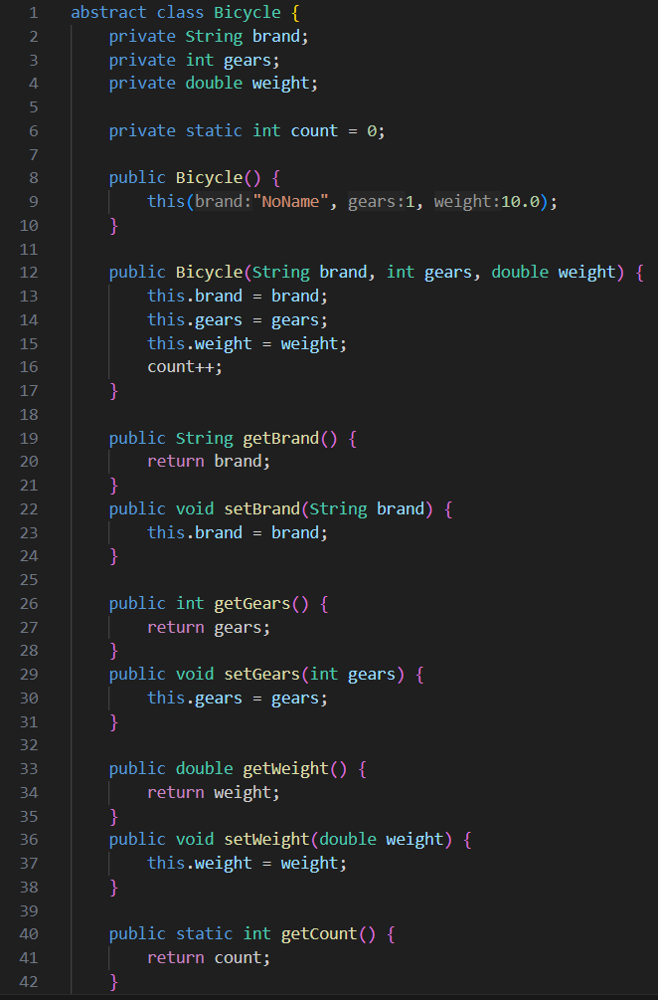 1 abstract class Bicycle {
2     private String brand;
3     private int gears;
4     private double weight;
5
6     private static int count = 0;
7
8     public Bicycle() {
9         this(brand:"NoName", gears:1, weight:10.0);
10     }
11
12     public Bicycle(String brand, int gears, double weight) {
13         this.brand = brand;
14         this.gears = gears;
15         this.weight = weight;
16         count++;
17     }
18
19     public String getBrand() {
20         return brand;
21     }
22     public void setBrand(String brand) {
23         this.brand = brand;
24     }
25
26     public int getGears() {
27         return gears;
28     }
29     public void setGears(int gears) {
30         this.gears = gears;
31     }
32
33     public double getWeight() {
34         return weight;
35     }
36     public void setWeight(double weight) {
37         this.weight = weight;
38     }
39
40     public static int getCount() {
41         return count;
42     }